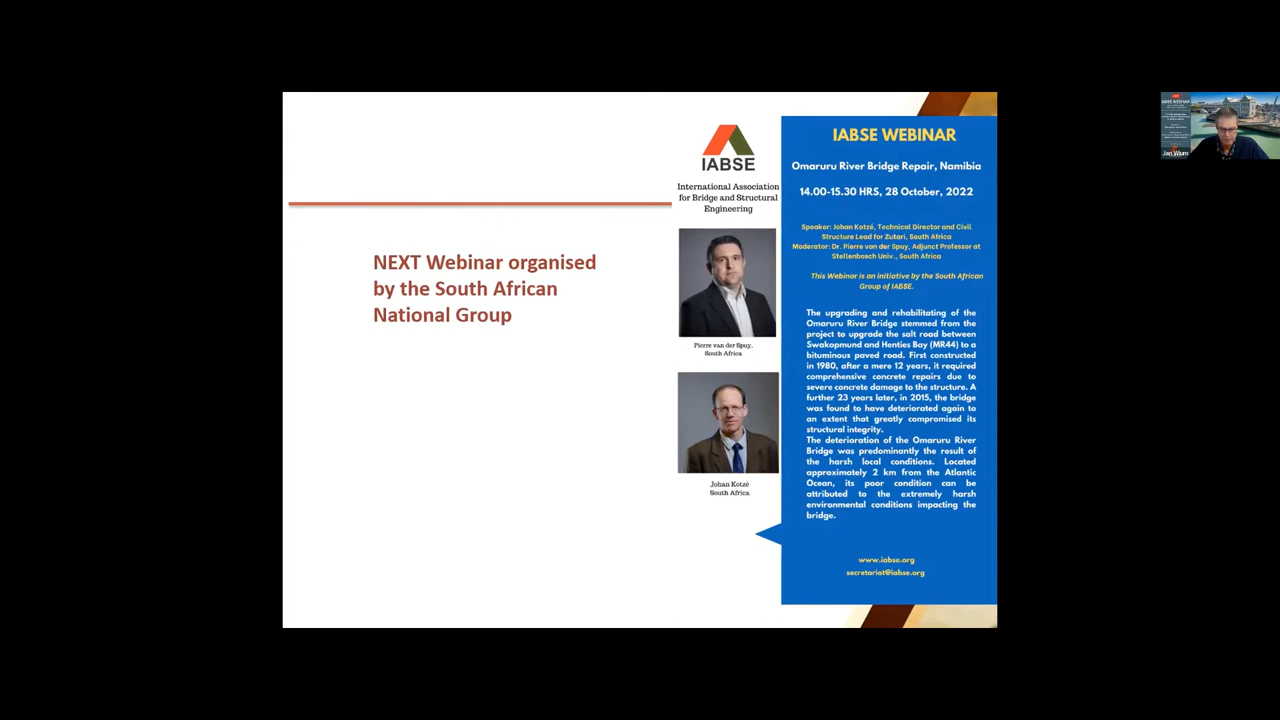 NEXT Webinar organised
by the South African
National Group
IABSE
International Association
for Bridge and Structural
Engineering
Pierre van der Spuy,
South Africa
Johan Kotzé
South Africa
IABSE WEBINAR
Omaruru River Bridge Repair, Namibia
14.00-15.30 HRS, 28 October, 2022
Speaker: Johan Kotzé, Technical Director and Civil
Structure Lead for Zutari, South Africa
Moderator: Dr. Pierre van der Spuy, Adjunct Professor at
Stellenbosch Univ., South Africa
This Webinar is an initiative by the South African
Group of IABSE.
The upgrading and rehabilitating of the
Omaruru River Bridge stemmed from the
project to upgrade the salt road between
Swakopmund and Henties Bay (MR44) to a
bituminous paved road. First constructed
in 1980, after a mere 12 years, it required
comprehensive concrete repairs due to
severe concrete damage to the structure. A
further 23 years later, in 2015, the bridge
was found to have deteriorated again to
an extent that greatly compromised its
structural integrity.
The deterioration of the Omaruru River
Bridge was predominantly the result of
the harsh local conditions. Located
approximately 2 km from the Atlantic
Ocean, its poor condition can be
attributed to the extremely harsh
environmental conditions impacting the
bridge.
www.iabse.org
secretariat@iabse.org
IABSE WEBINAR
Jan Wium